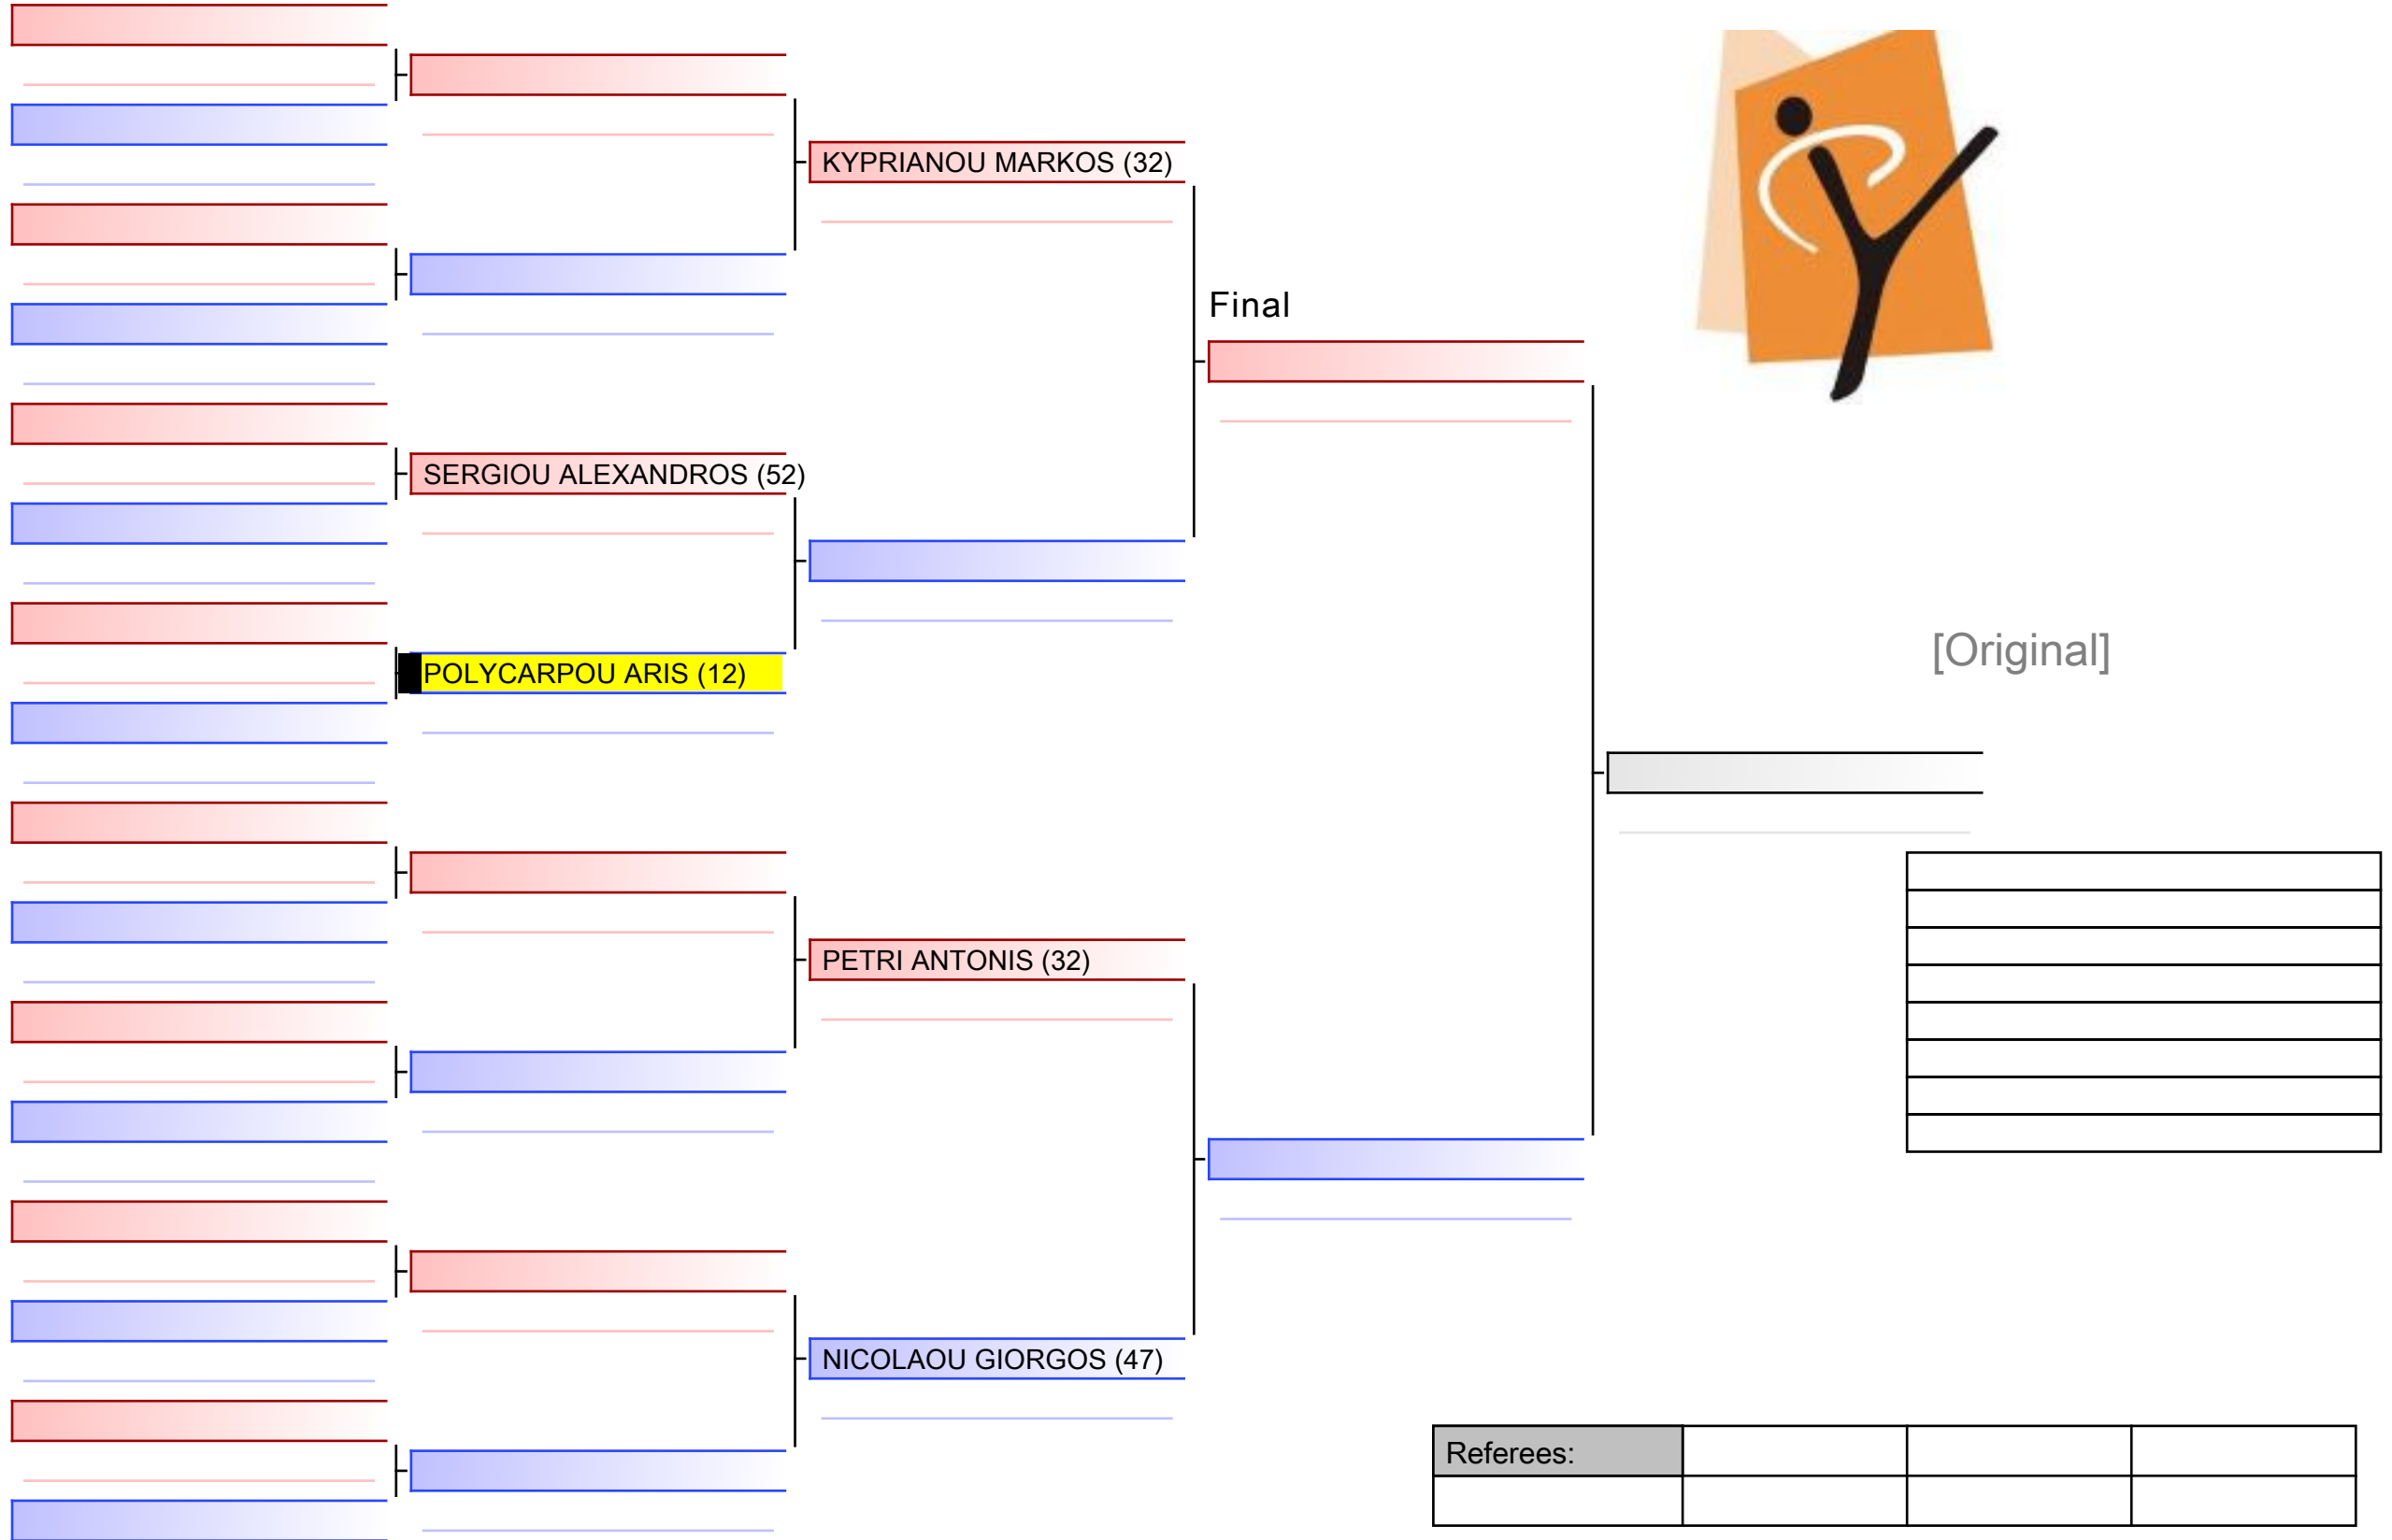 KYPRIANOU MARKOS (32)
Final
SERGIOU ALEXANDROS (52)
[Original]
POLYCARPOU ARIS (12)
PETRI ANTONIS (32)
NICOLAOU GIORGOS (47)
Referees: